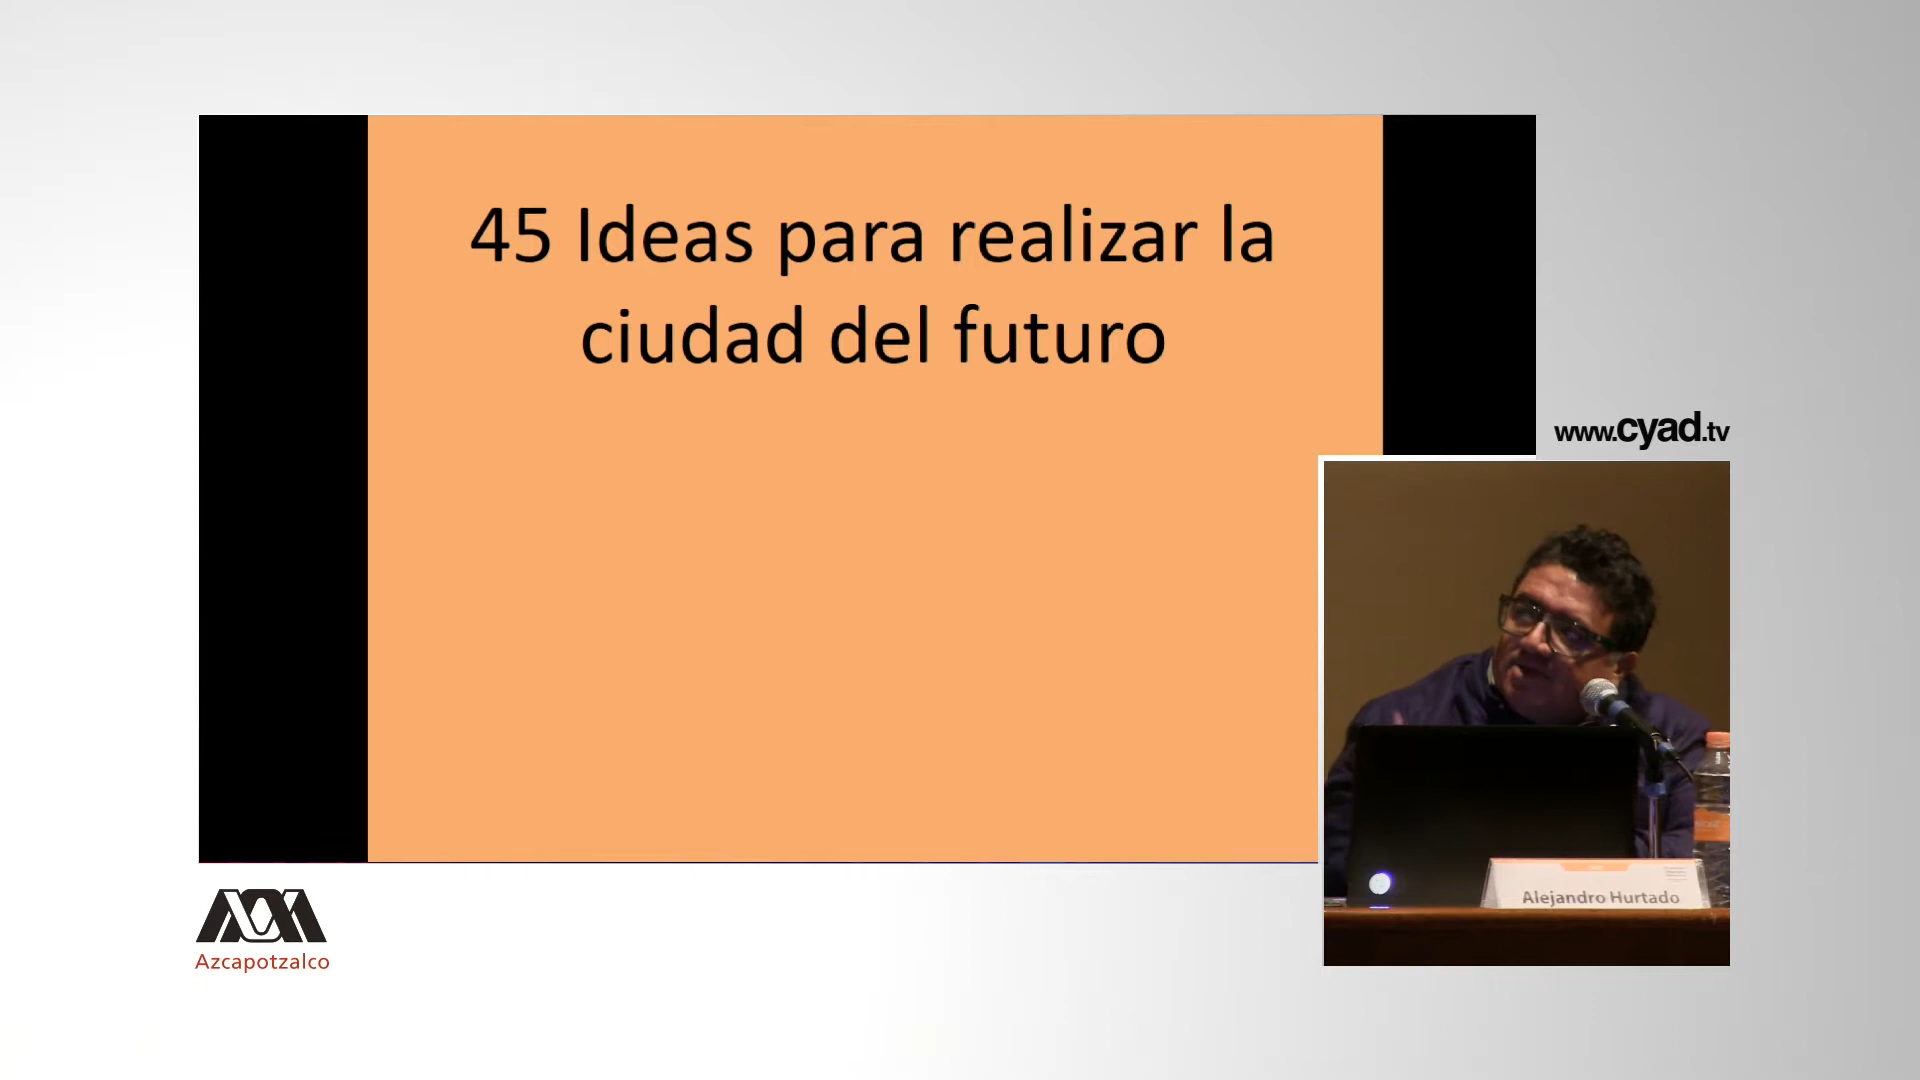 45 Ideas para realizar la
ciudad del futuro
www.cyad.tv
Alejandro Hurtado
Azcapotzalco